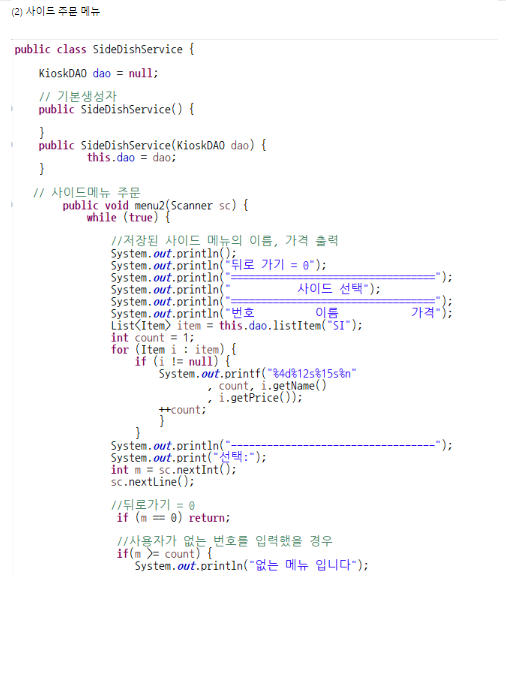 (2) 사이드 주문 메뉴
public class SideDishService {
KioskDAO dao = null;
// 기본생성자
public SideDishService() {
}
public SideDishService(KioskDAO dao) {
this.dao = dao;
}
// 사이드메뉴 주문
public void menu2(Scanner sc) {
while (true) {
//저장된 사이드 메뉴의 이름, 가격 출력
System.out.println();
System.out.println("뒤로 가기 = 0");
System.out.println("==================================");
System.out.println("           사이드 선택");
System.out.println("==================================");
System.out.println("번호          이름            가격");
List<Item> item = this.dao.listItem("SI");
int count = 1;
for (Item i : item) {
if (i != null) {
System.out.printf("%4d%12s%15s%n"
, count, i.getName()
, i.getPrice());
++count;
}
}
System.out.println("----------------------------------");
System.out.print("선택:");
int m = sc.nextInt();
sc.nextLine();
//뒤로가기 = 0
if (m == 0) return;
//사용자가 없는 번호를 입력했을 경우
if(m >= count) {
System.out.println("없는 메뉴 입니다");